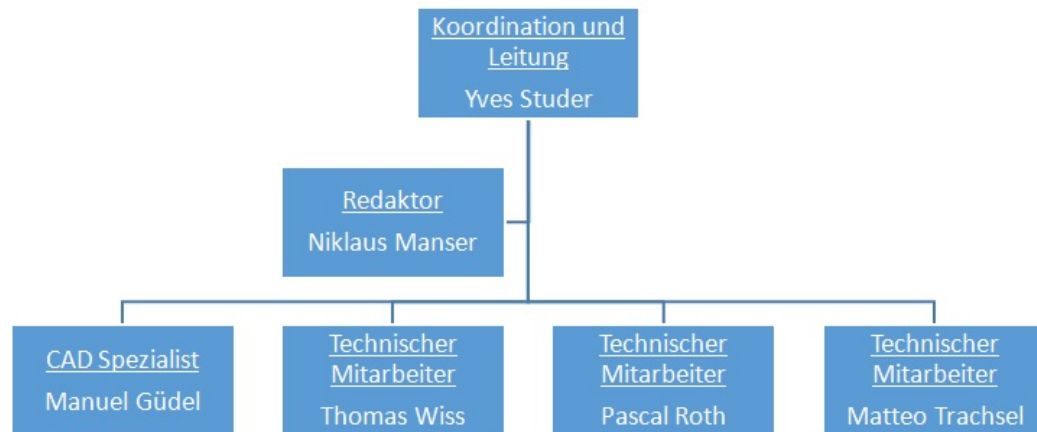 Koordination und
Leitung
Yves Studer
Redaktor
Niklaus Manser
CAD Spezialist
Manuel Güdel
Technischer
Mitarbeiter
Thomas Wiss
Technischer
Mitarbeiter
Pascal Roth
Technischer
Mitarbeiter
Matteo Trachsel